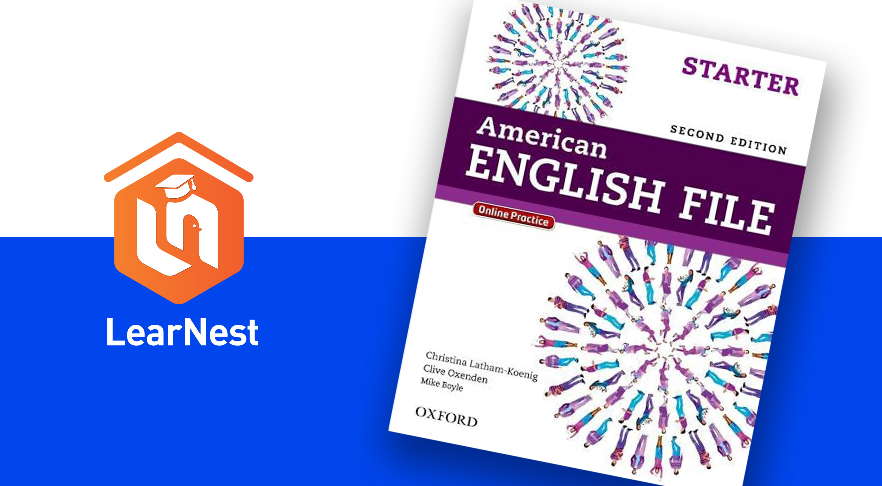 LearNest
STARTER
SECOND EDITION
American
ENGLISH FILE
Online Practice
Christina Latham-Koenig
Clive Oxenden
Mike Boyle
OXFORD